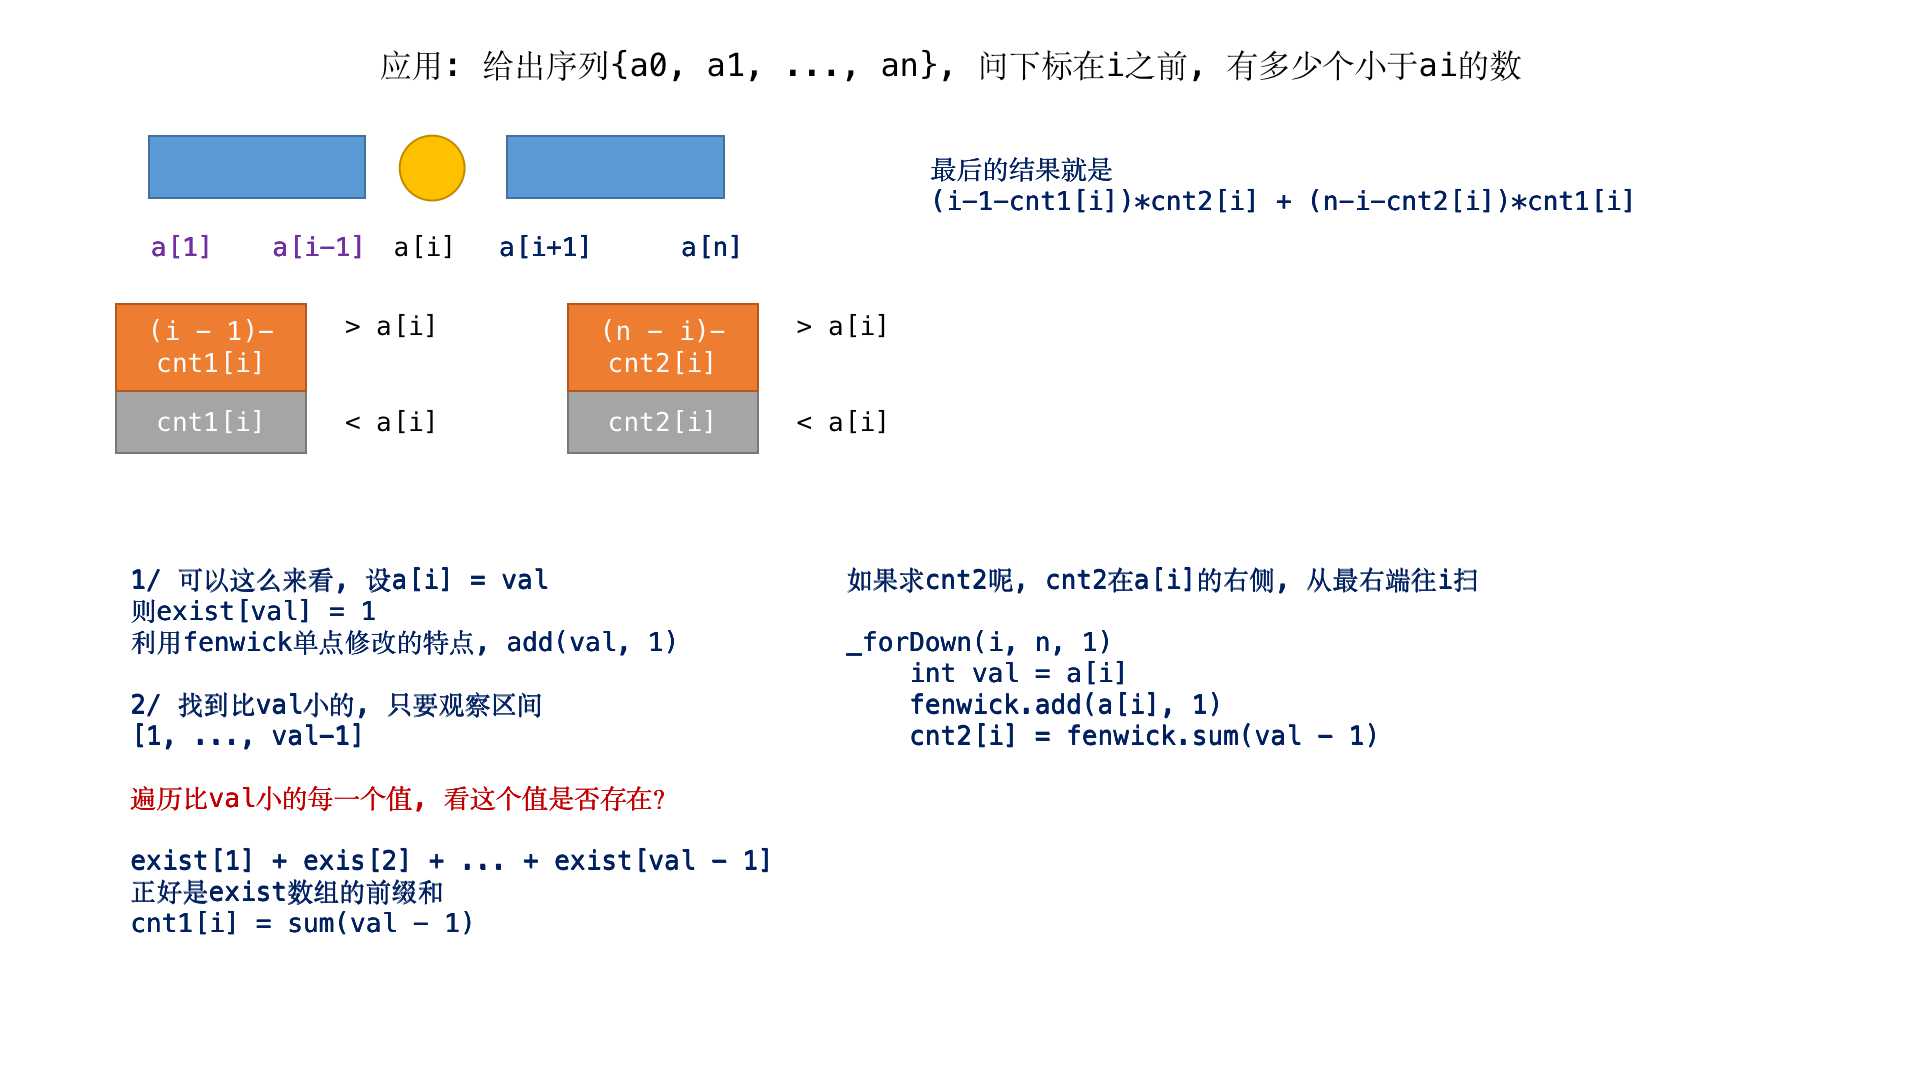 应用: 给出序列{a0, a1, ..., an}, 问下标在i之前, 有多少个小于ai的数
最后的结果就是
(i-1-cnt1[i])*cnt2[i] + (n-i-cnt2[i])*cnt1[i]
a[1] a[i-1] a[i] a[i+1] a[n]
(i - 1)-
cnt1[i]
> a[i]
cnt1[i]
< a[i]
(n - i)-
cnt2[i]
> a[i]
cnt2[i]
< a[i]
1/ 可以这么来看, 设a[i] = val
则exist[val] = 1
利用fenwick单点修改的特点, add(val, 1)
2/ 找到比val小的, 只要观察区间
[1, ..., val-1]
遍历比val小的每一个值, 看这个值是否存在?
exist[1] + exis[2] + ... + exist[val - 1]
正好是exist数组的前缀和
cnt1[i] = sum(val - 1)
如果求cnt2呢, cnt2在a[i]的右侧, 从最右端往i扫
_forDown(i, n, 1)
int val = a[i]
fenwick.add(a[i], 1)
cnt2[i] = fenwick.sum(val - 1)